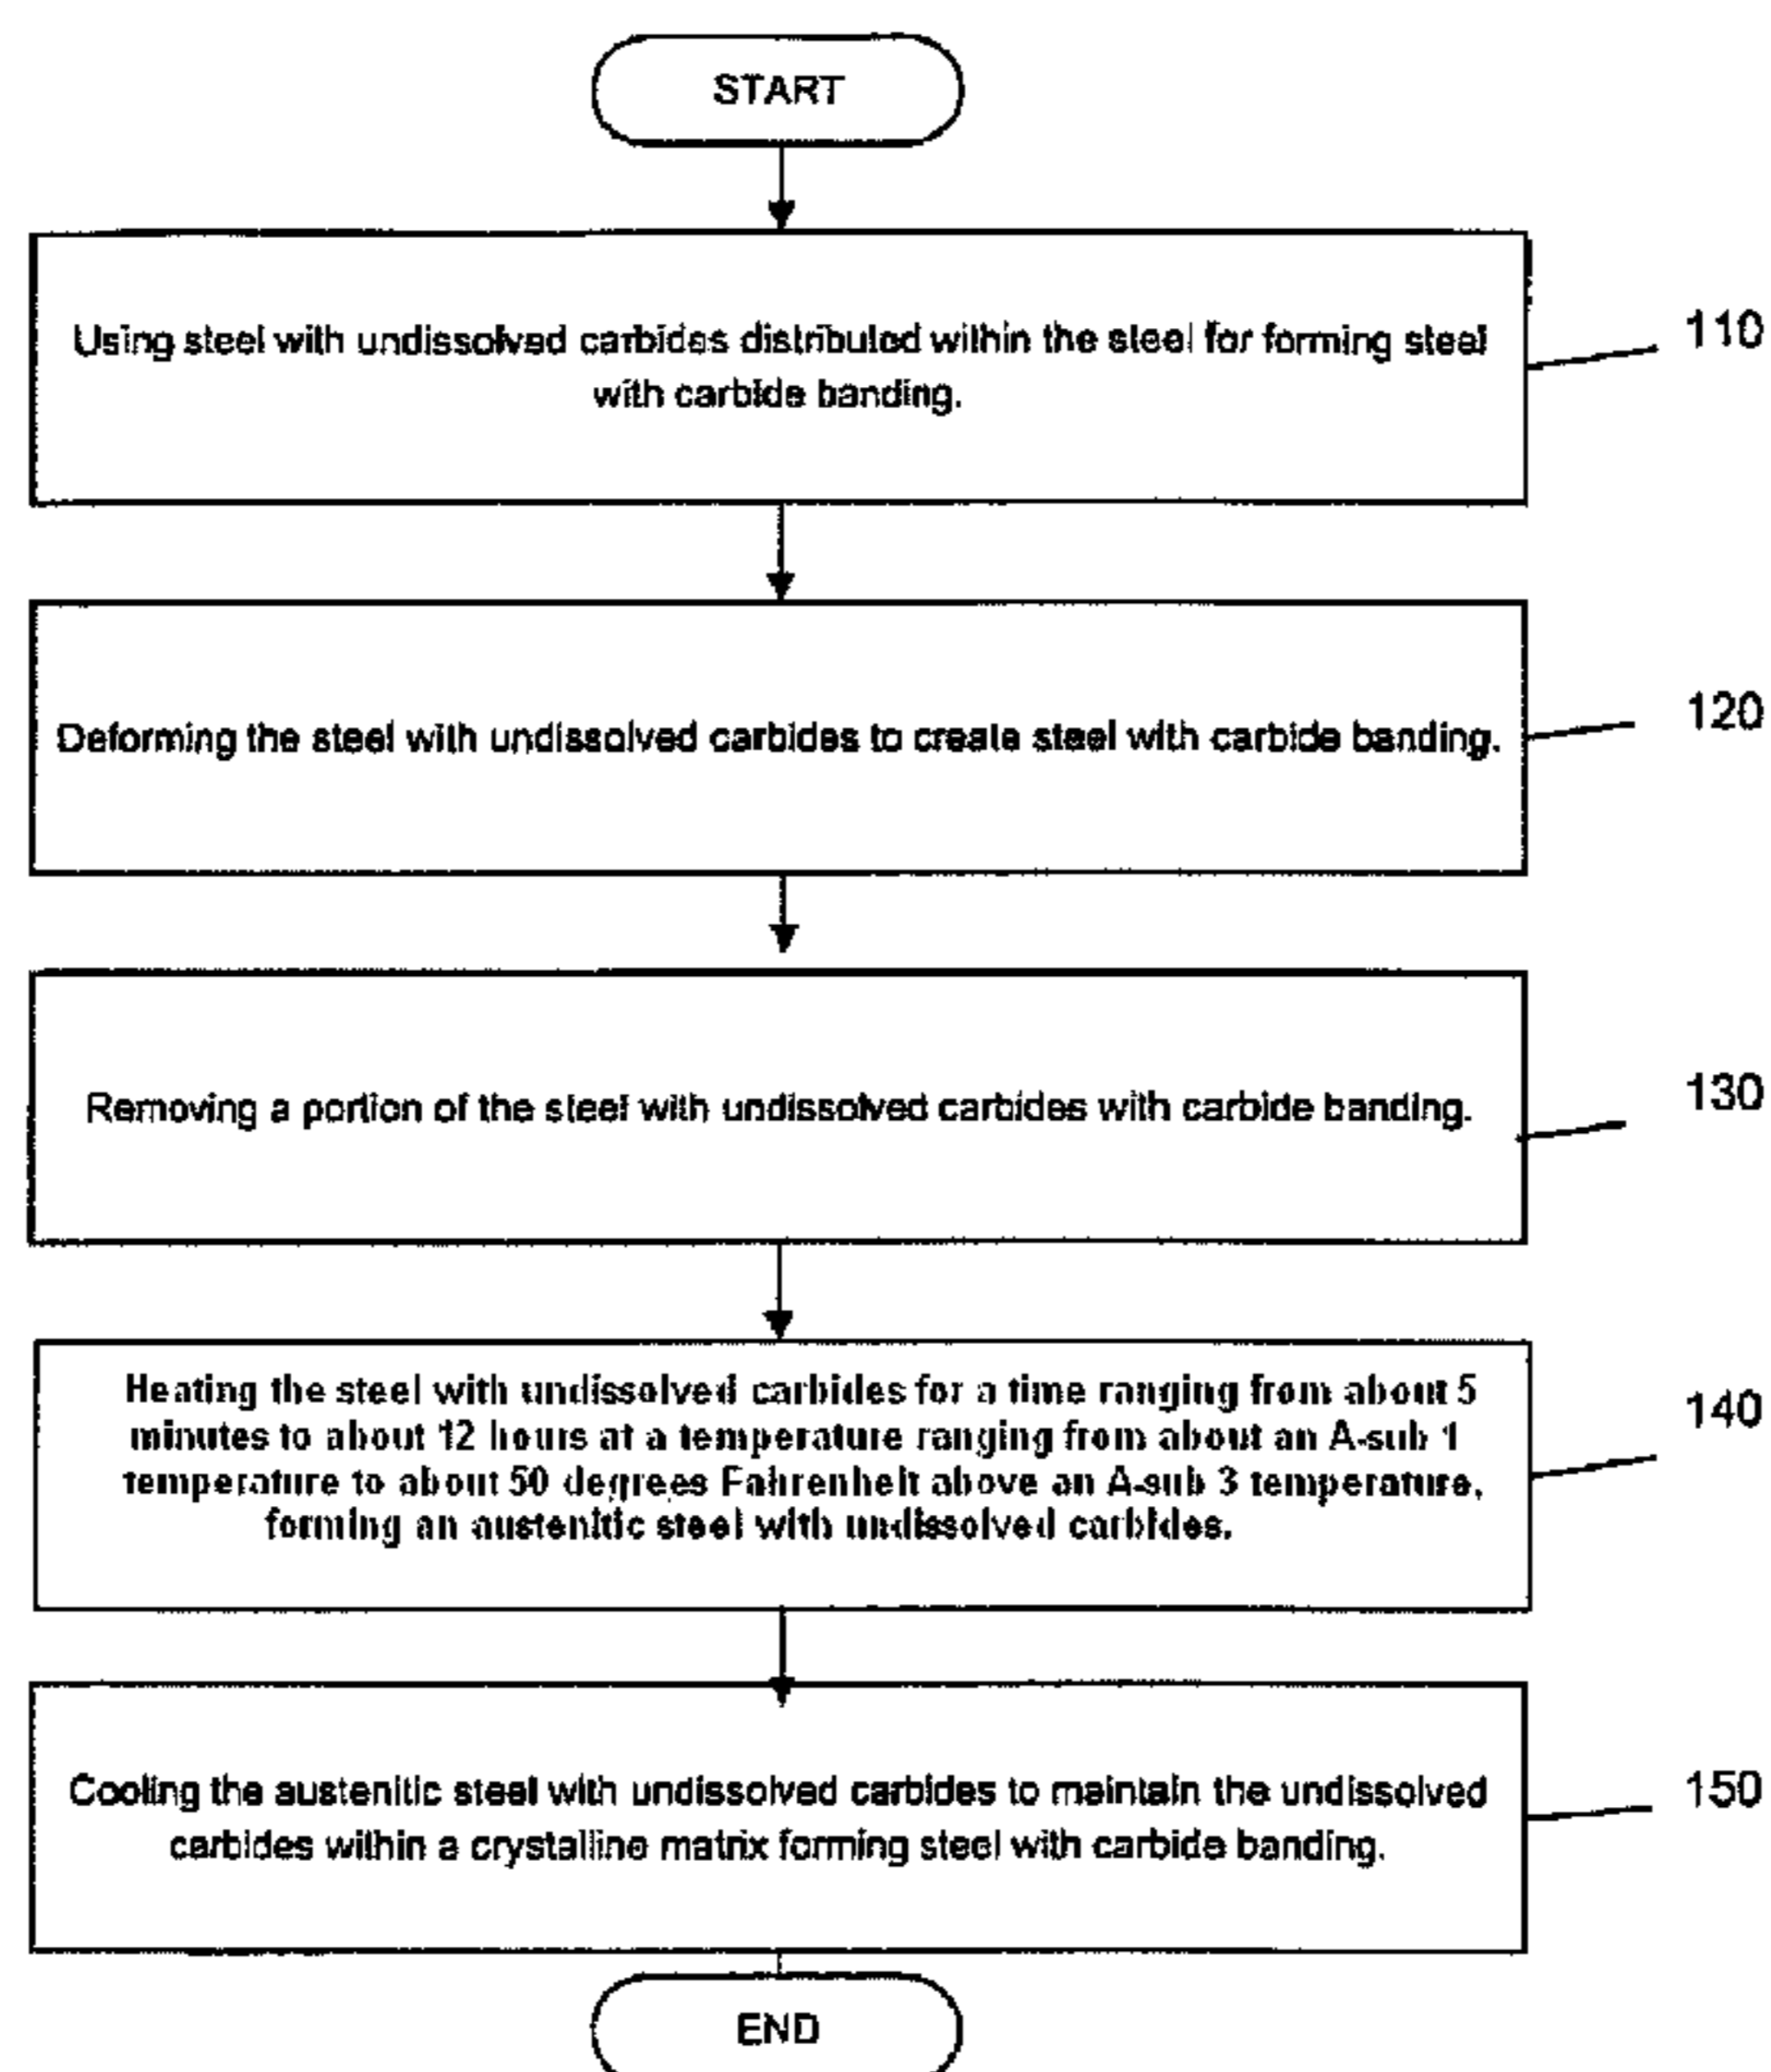 START
Using steel with undissolved carbides distributed within the steel for forming steel
with carbide banding.
110
Deforming the steel with undissolved carbides to create steel with carbide banding.
120
Removing a portion of the steel with undissolved carbides with carbide banding.
130
Heating the steel with undissolved carbides for a time ranging from about 5
minutes to about 12 hours at a temperature ranging from about an A-sub 1
temperature to about 50 degrees Fahrenheit above an A-sub 3 temperature,
forming an austenitic steel with undissolved carbides.
140
Cooling the austenitic steel with undissolved carbides to maintain the undissolved
carbides within a crystalline matrix forming steel with carbide banding.
150
END